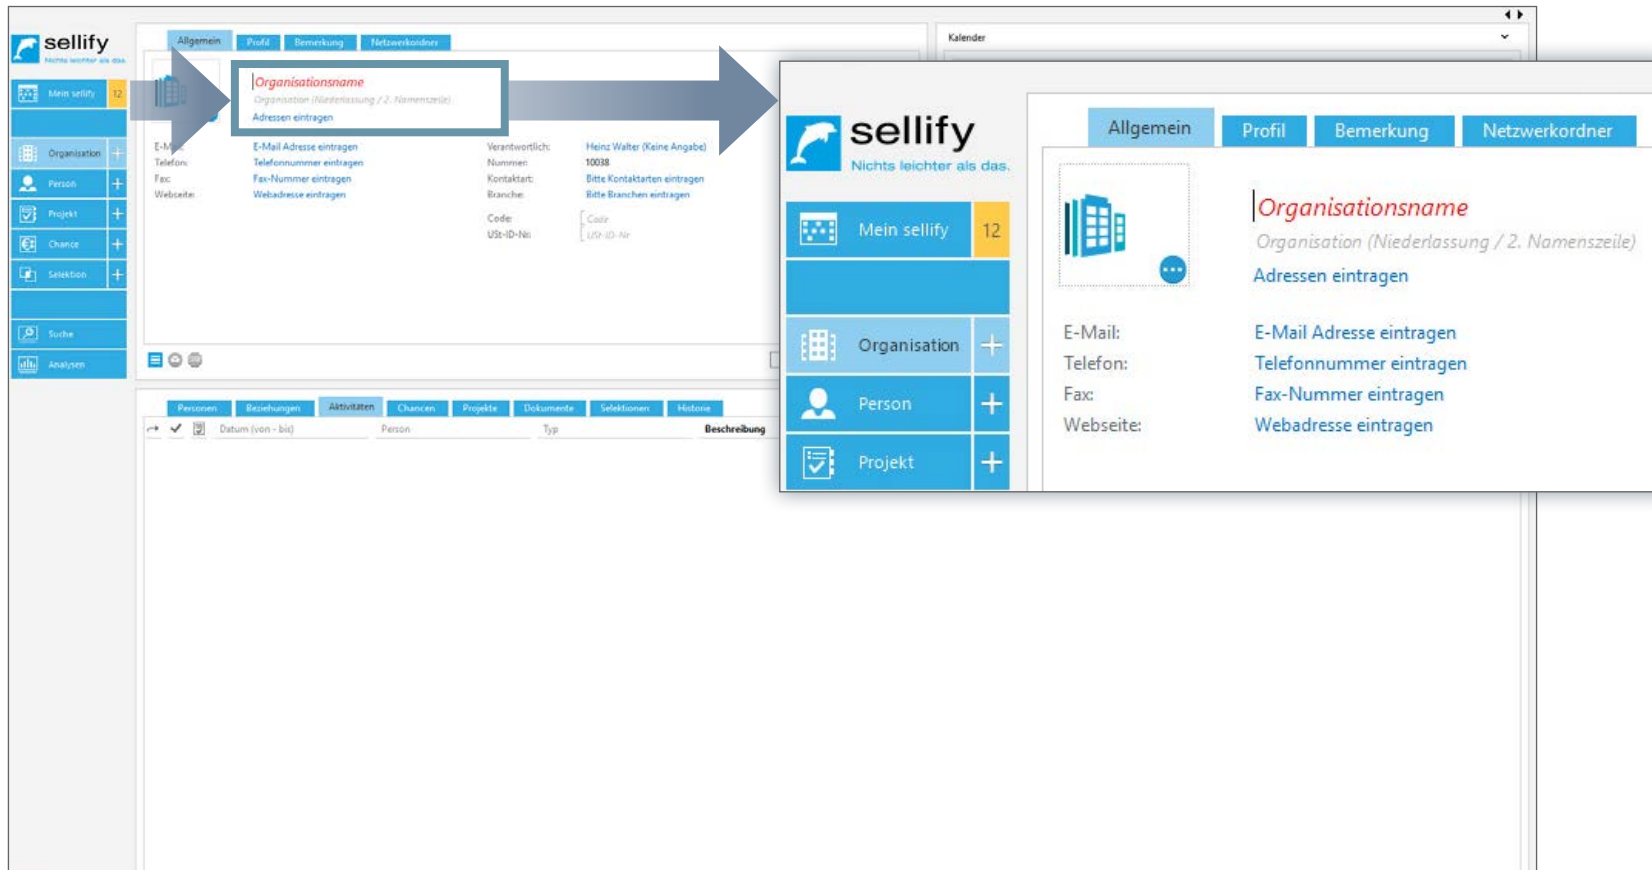 sellify
Nichts leichter als das.
Mein sellify 12
Organisation +
Person +
Projekt +
Chance +
Selektion +
Suche
Analysen
Allgemein Profil Bemerkung Netzwerkordner
Organisationsname
Organisation (Niederlassung / 2. Namenszeile)
Adressen eintragen
E-Mail: E-Mail Adresse eintragen Verantwortlich: Heinz Walter (Keine Angabe)
Telefon: Telefonnummer eintragen Nummer: 10038
Fax: Fax-Nummer eintragen Kontaktart: Bitte Kontaktarten eintragen
Webseite: Webadresse eintragen Branche: Bitte Branchen eintragen
Code: Code
USt-ID-Nr: USt-ID-Nr
Personen Beziehungen Aktivitäten Chancen Projekte Dokumente Selektionen Historie
Datum (von - bis) Person Typ Beschreibung
Kalender
sellify
Nichts leichter als das.
Mein sellify 12
Organisation +
Person +
Projekt +
Allgemein Profil Bemerkung Netzwerkordner
Organisationsname
Organisation (Niederlassung / 2. Namenszeile)
Adressen eintragen
E-Mail: E-Mail Adresse eintragen
Telefon: Telefonnummer eintragen
Fax: Fax-Nummer eintragen
Webseite: Webadresse eintragen